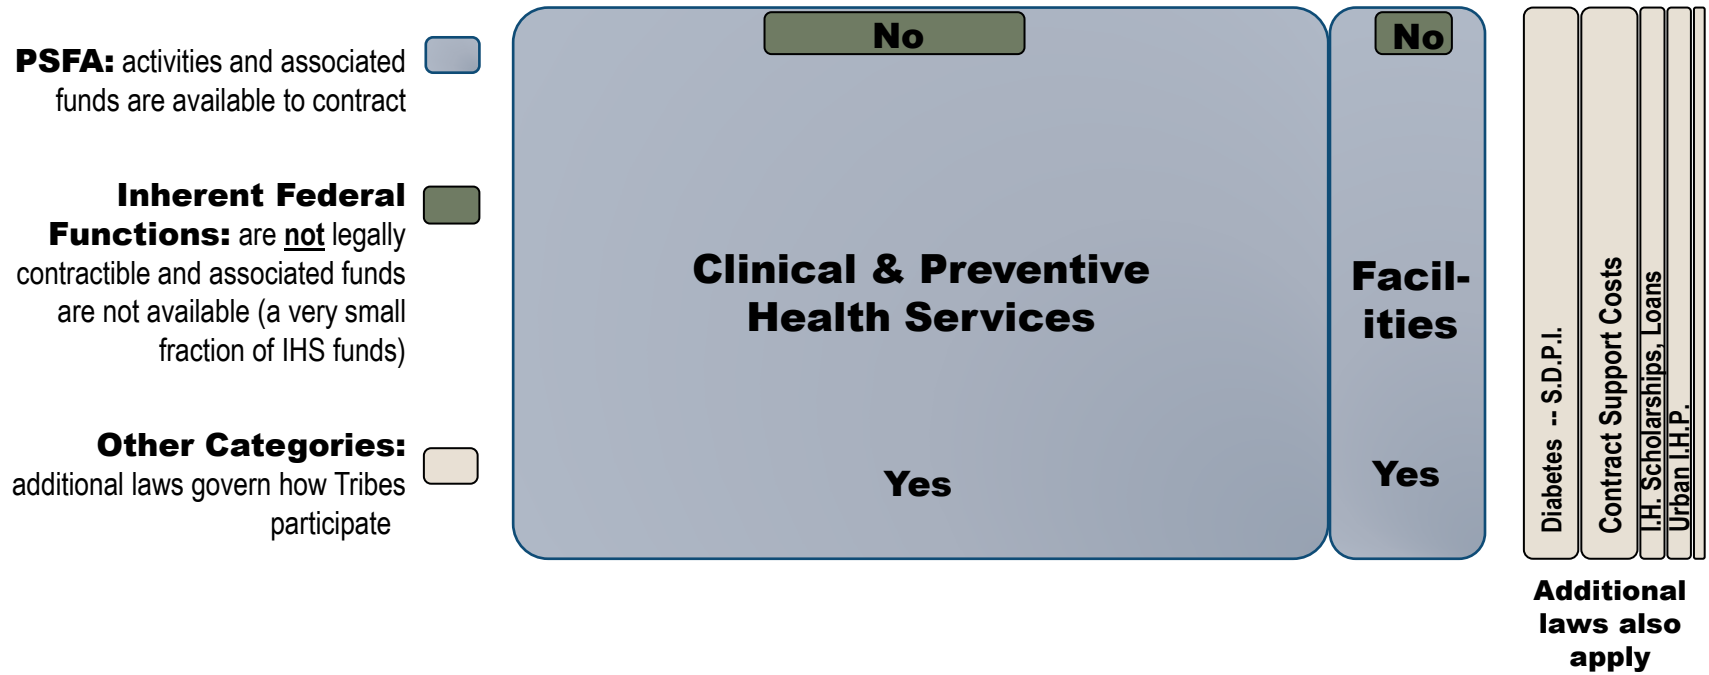 PSFA: activities and associated
funds are available to contract
Inherent Federal
Functions: are not legally
contractible and associated funds
are not available (a very small
fraction of IHS funds)
Other Categories:
additional laws govern how Tribes
participate
No
Clinical & Preventive
Health Services
Yes
No
Facil-
ities
Yes
Diabetes -- S.D.P.I.
Contract Support Costs
I.H. Scholarships, Loans
Urban I.H.P.
Additional
laws also
apply